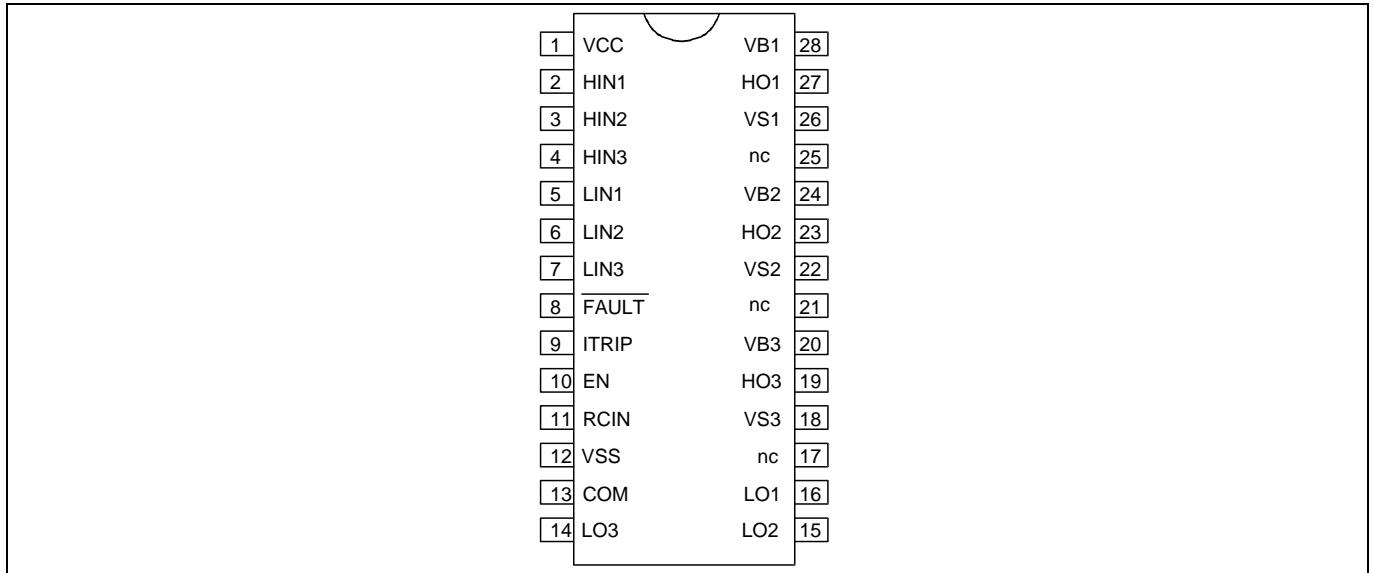 1 VCC VB1 28
2 HIN1 HO1 27
3 HIN2 VS1 26
4 HIN3 nc 25
5 LIN1 VB2 24
6 LIN2 HO2 23
7 LIN3 VS2 22
8 FAULT nc 21
9 ITRIP VB3 20
10 EN HO3 19
11 RCIN VS3 18
12 VSS nc 17
13 COM LO1 16
14 LO3 LO2 15